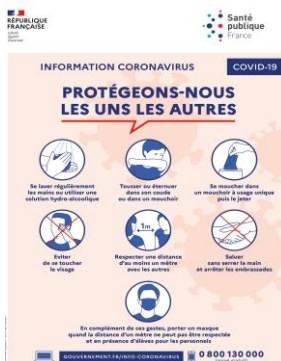 RÉPUBLIQUE
FRANÇAISE
Santé
publique
France
INFORMATION CORONAVIRUS
COVID-19
PROTÉGEONS-NOUS
LES UNS LES AUTRES
Se laver régulièrement
les mains ou utiliser une
solution hydro-alcoolique
Tousser ou éternuer
dans son coude
ou dans un mouchoir
Se moucher dans
un mouchoir à usage unique
puis le jeter
1m
Eviter
de se toucher
le visage
Respecter une distance
d'au moins un mètre
avec les autres
Saluer
sans serrer la main
et arrêter les embrassades
En complément de ces gestes, porter un masque
quand la distance d'un mètre ne peut pas être respectée
et en présence d'élèves pour les personnels
GOUVERNEMENT.FR/INFO-CORONAVIRUS
0 800 130 000